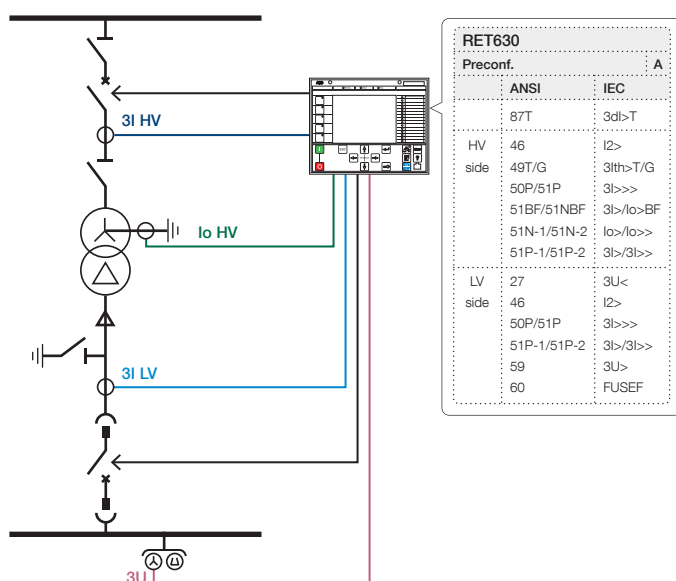 RET630
Preconf. A
ANSI IEC
87T 3dI>T
HV 46 I2>
side 49T/G 3Ith>T/G
50P/51P 3I>>>
51BF/51NBF 3I>/Io>BF
51N-1/51N-2 Io>/Io>>
51P-1/51P-2 3I>/3I>>
LV 27 3U<
side 46 I2>
50P/51P 3I>>>
51P-1/51P-2 3I>/3I>>
59 3U>
60 FUSEF
3I HV
Io HV
3I LV
3U